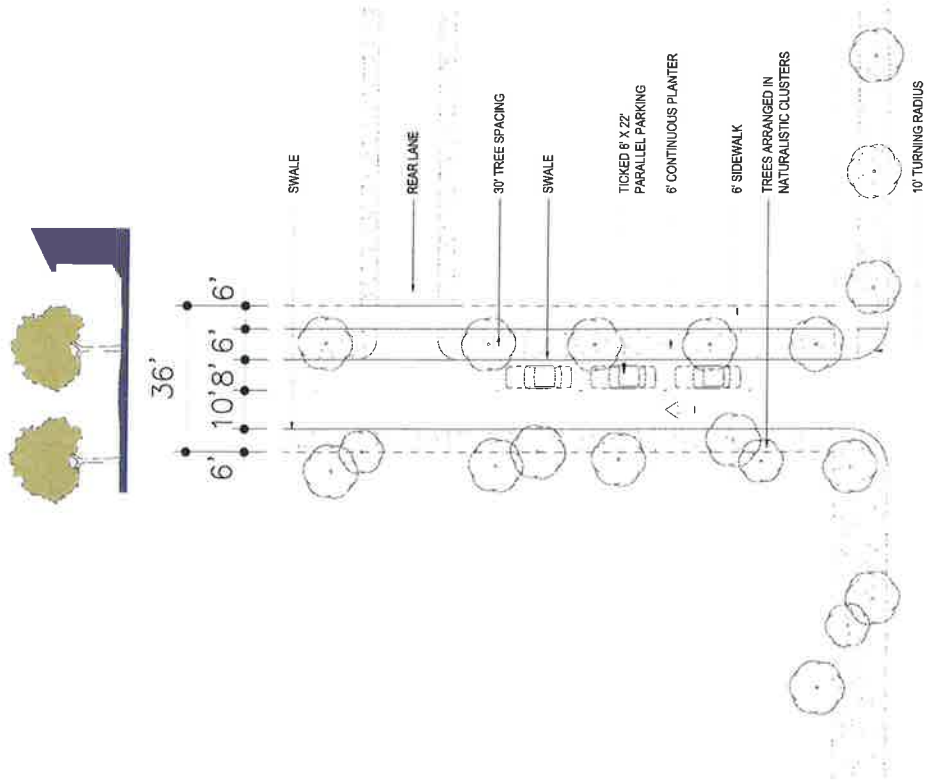 36'
6'
10'
8'
6'
6'
SWALE
REAR LANE
30' TREE SPACING
SWALE
TICKED 6' X 22'
PARALLEL PARKING
6' CONTINUOUS PLANTER
6' SIDEWALK
TREES ARRANGED IN
NATURALISTIC CLUSTERS
10' TURNING RADIUS